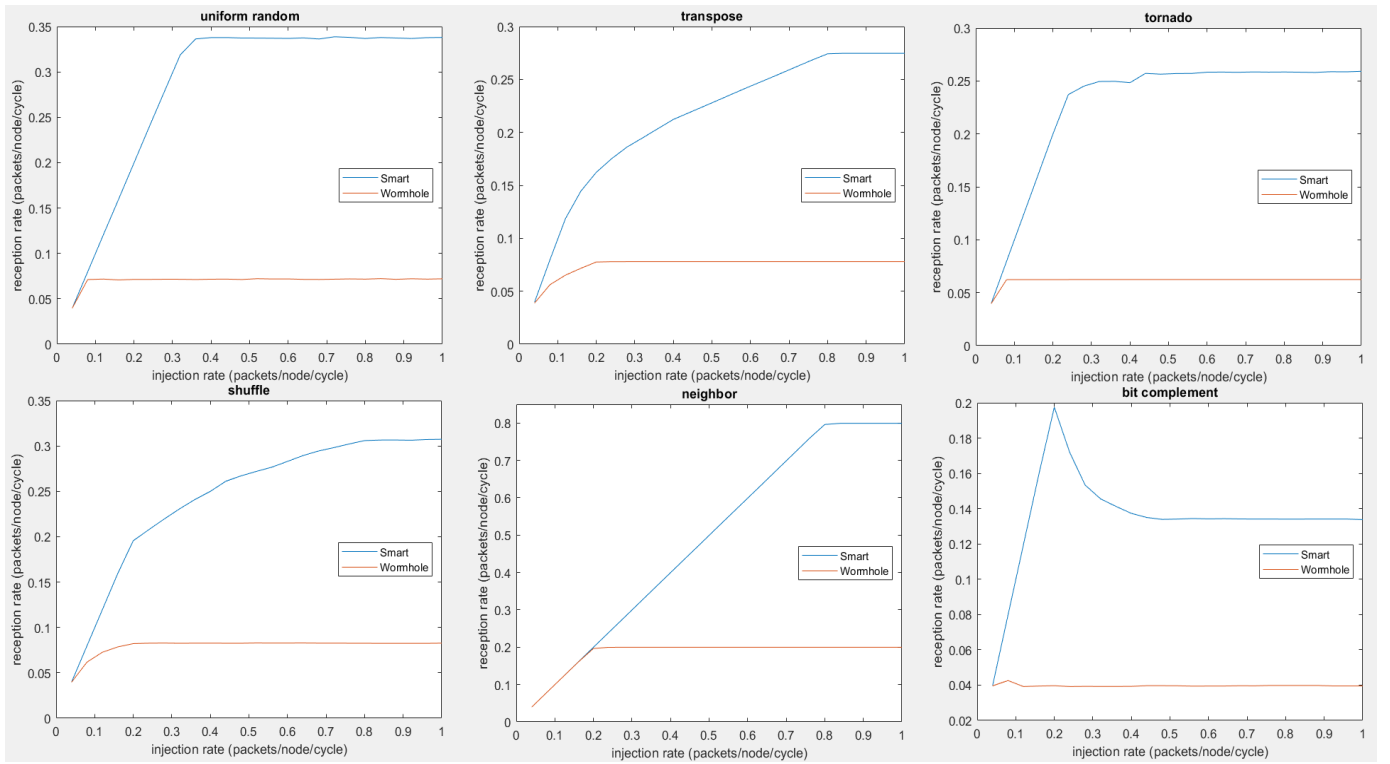 uniform random
0.35
0.3
0.25
0.2
0.15
0.1
0.05
0
reception rate (packets/node/cycle)
Smart
Wormhole
0 0.1 0.2 0.3 0.4 0.5 0.6 0.7 0.8 0.9 1
injection rate (packets/node/cycle)
transpose
0.3
0.25
0.2
0.15
0.1
0.05
0
reception rate (packets/node/cycle)
Smart
Wormhole
0 0.1 0.2 0.3 0.4 0.5 0.6 0.7 0.8 0.9 1
injection rate (packets/node/cycle)
tornado
0.3
0.25
0.2
0.15
0.1
0.05
0
reception rate (packets/node/cycle)
Smart
Wormhole
0 0.1 0.2 0.3 0.4 0.5 0.6 0.7 0.8 0.9 1
injection rate (packets/node/cycle)
shuffle
0.35
0.3
0.25
0.2
0.15
0.1
0.05
0
reception rate (packets/node/cycle)
Smart
Wormhole
0 0.1 0.2 0.3 0.4 0.5 0.6 0.7 0.8 0.9 1
injection rate (packets/node/cycle)
neighbor
0.8
0.7
0.6
0.5
0.4
0.3
0.2
0.1
0
reception rate (packets/node/cycle)
Smart
Wormhole
0 0.1 0.2 0.3 0.4 0.5 0.6 0.7 0.8 0.9 1
injection rate (packets/node/cycle)
bit complement
0.2
0.18
0.16
0.14
0.12
0.1
0.08
0.06
0.04
0.02
reception rate (packets/node/cycle)
Smart
Wormhole
0 0.1 0.2 0.3 0.4 0.5 0.6 0.7 0.8 0.9 1
injection rate (packets/node/cycle)